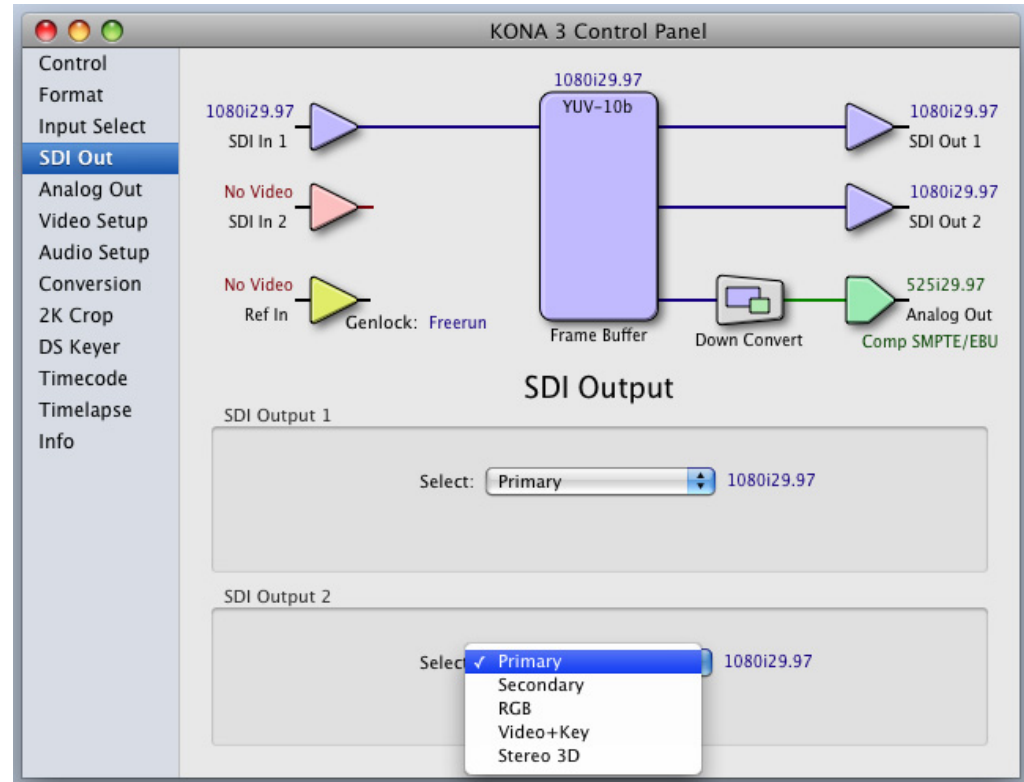 KONA 3 Control Panel
Control
Format
Input Select
SDI Out
Analog Out
Video Setup
Audio Setup
Conversion
2K Crop
DS Keyer
Timecode
Timelapse
Info
1080i29.97
SDI In 1
No Video
SDI In 2
No Video
Ref In
Genlock: Freerun
1080i29.97
YUV-10b
Frame Buffer
1080i29.97
SDI Out 1
1080i29.97
SDI Out 2
Down Convert
525i29.97
Analog Out
Comp SMPTE/EBU
SDI Output
SDI Output 1
Select: Primary 1080i29.97
SDI Output 2
Select ✓ Primary 1080i29.97
Secondary
RGB
Video+Key
Stereo 3D